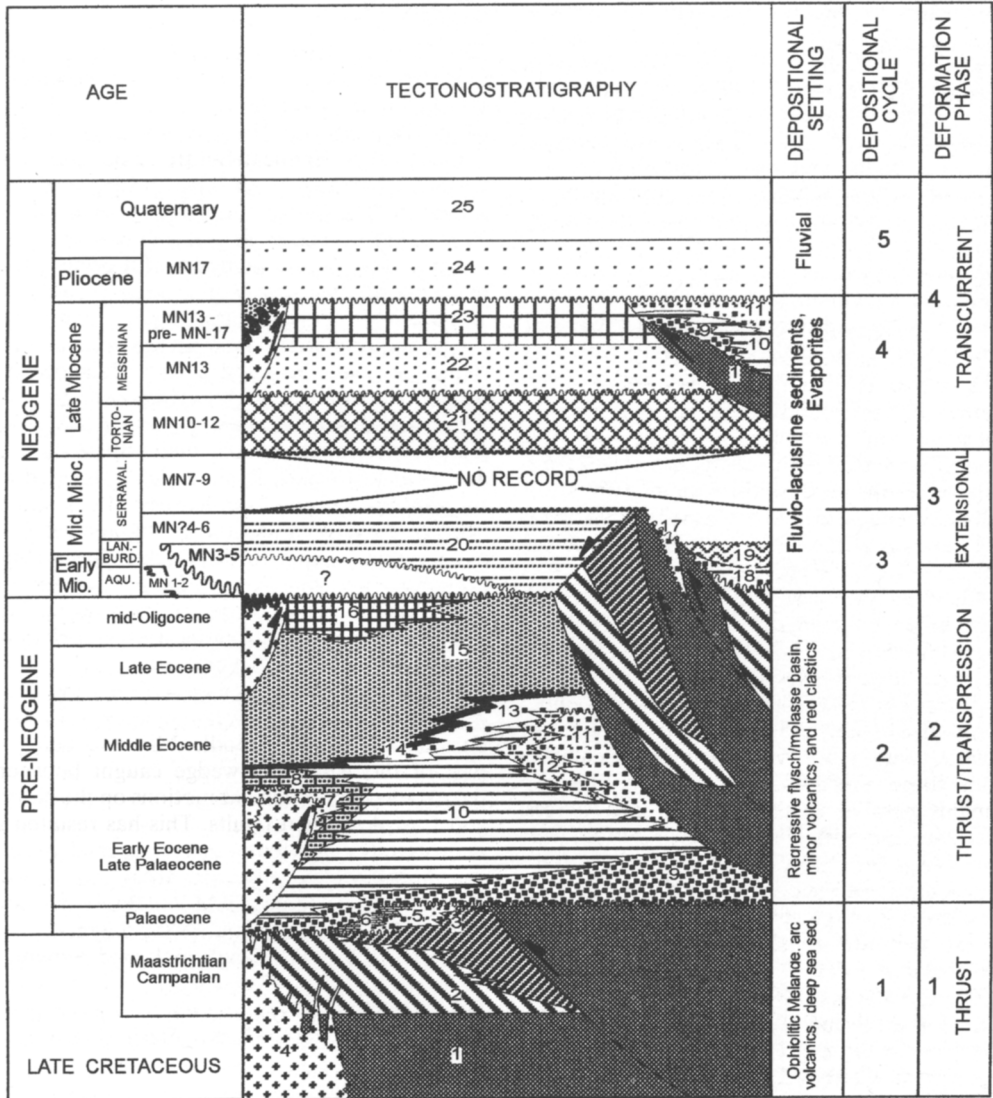 AGE
TECTONOSTRATIGRAPHY
DEPOSITIONAL
SETTING
DEPOSITIONAL
CYCLE
DEFORMATION
PHASE
NEOGENE
Quaternary
25
Fluvial
5
4
TRANSCURRENT
Pliocene
MN17
24
Late Miocene
MESSINIAN
MN13 -
pre- MN-17
23
11
9
10
1
Fluvio-lacusurine sediments,
Evaporites
4
MN13
22
TORTO-
NIAN
MN10-12
21
Mid. Mioc
SERRAVAL.
MN7-9
NO RECORD
3
EXTENSIONAL
MN?4-6
17
20
19
18
3
LAN.-
BURD.
MN3-5
Early
Mio.
AQU.
MN 1-2
?
PRE-NEOGENE
mid-Oligocene
16
15
Late Eocene
Middle Eocene
13
14
11
12
8
7
10
Early Eocene
Late Palaeocene
9
Regressive flysch/molasse basin,
minor volcanics, and red clastics
2
2
THRUST/TRANSPRESSION
Palaeocene
6
5
3
Maastrichtian
Campanian
2
4
1
LATE CRETACEOUS
Ophiolitic Melange, arc
volcanics, deep sea sed.
1
1
THRUST